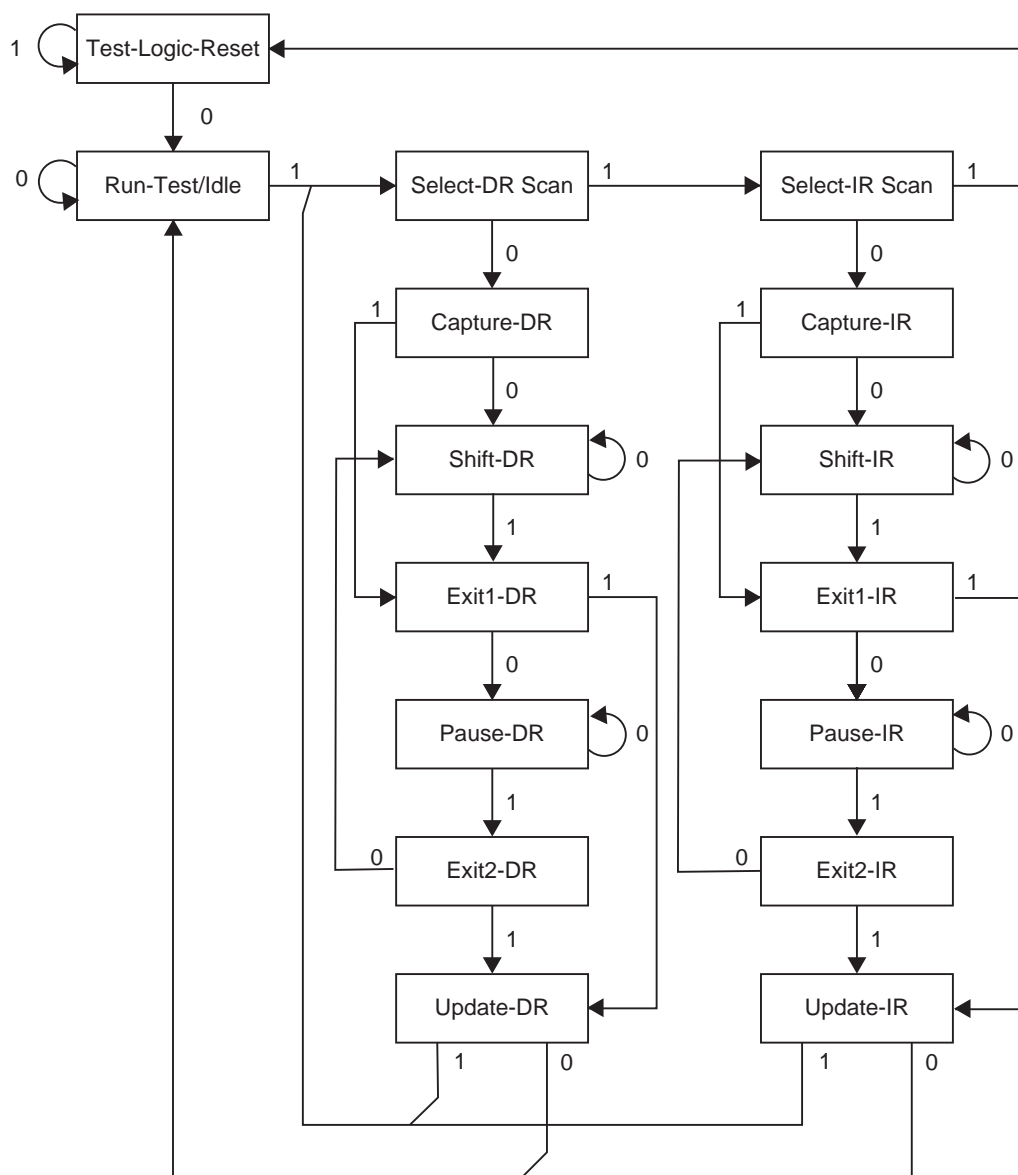 1
Test-Logic-Reset
0
0
Run-Test/Idle
1
Select-DR Scan
1
Select-IR Scan
1
0
0
1
Capture-DR
1
Capture-IR
0
0
Shift-DR
0
Shift-IR
0
1
1
Exit1-DR
1
Exit1-IR
1
0
0
Pause-DR
0
Pause-IR
0
1
1
0
Exit2-DR
0
Exit2-IR
1
1
Update-DR
Update-IR
1
0
1
0